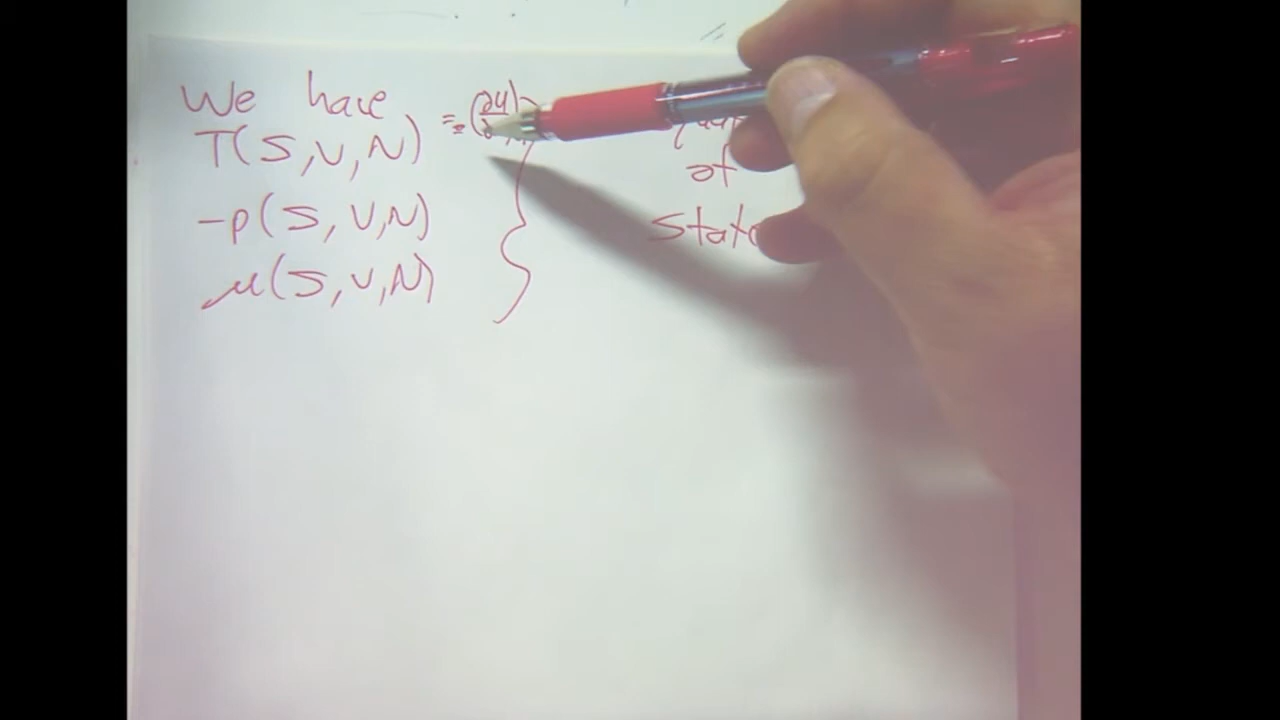 We have
T(S,V,N) =
-p(S,V,N)
μ(S,V,N)
of
state